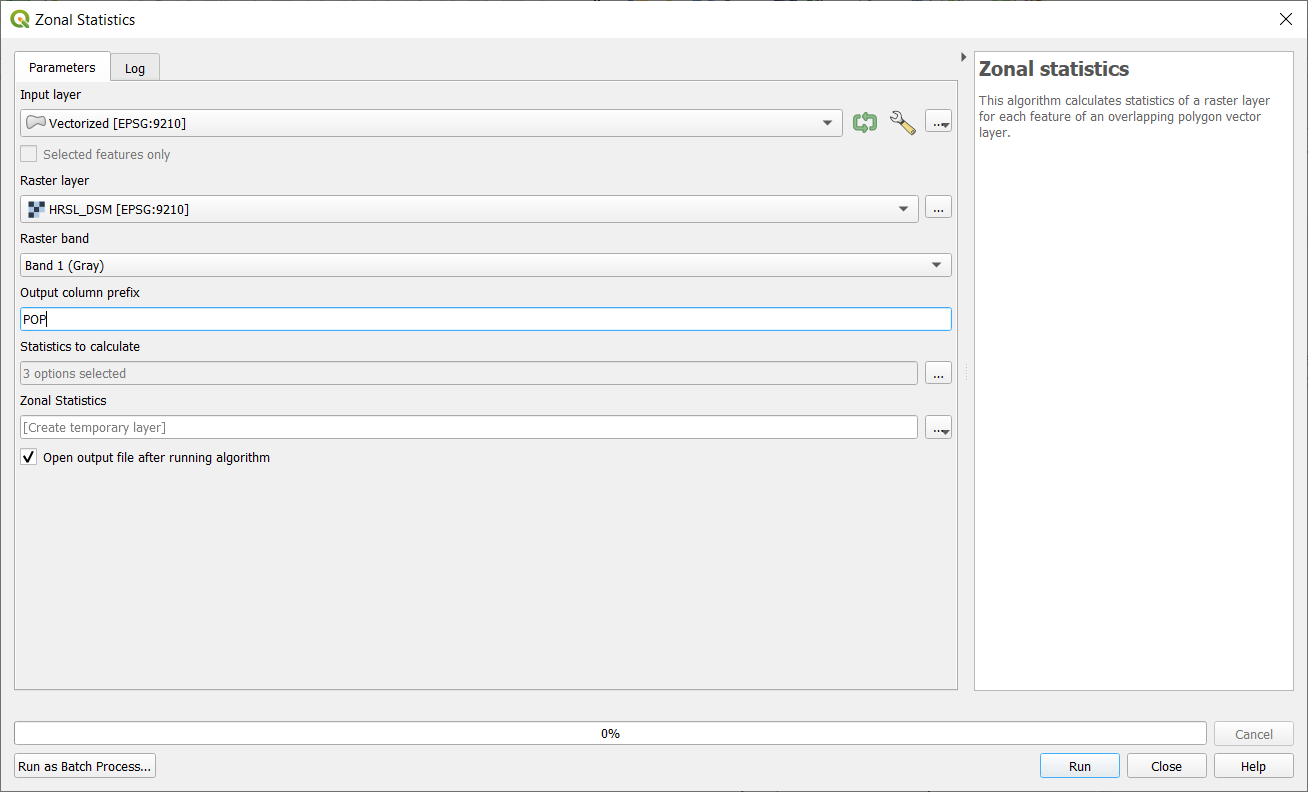 Zonal Statistics
Parameters
Log
Input layer
Vectorized [EPSG:9210]
...
Selected features only
Raster layer
HRSL_DSM [EPSG:9210]
...
Raster band
Band 1 (Gray)
Output column prefix
POP
Statistics to calculate
3 options selected
...
Zonal Statistics
[Create temporary layer]
...
Open output file after running algorithm
Zonal statistics
This algorithm calculates statistics of a raster layer
for each feature of an overlapping polygon vector
layer.
0%
Cancel
Run as Batch Process...
Run
Close
Help